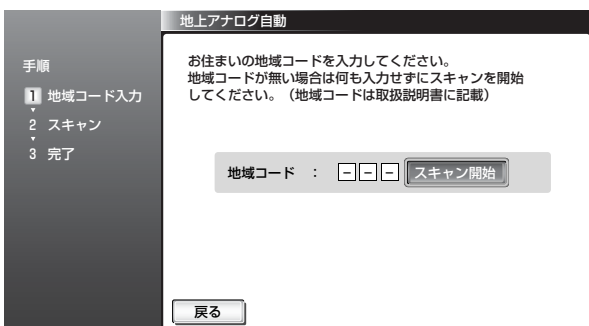 地上アナログ自動
手順
1 地域コード入力
2 スキャン
3 完了
お住まいの地域コードを入力してください。
地域コードが無い場合は何も入力せずにスキャンを開始
してください。（地域コードは取扱説明書に記載）
地域コード ： － － － スキャン開始
戻る